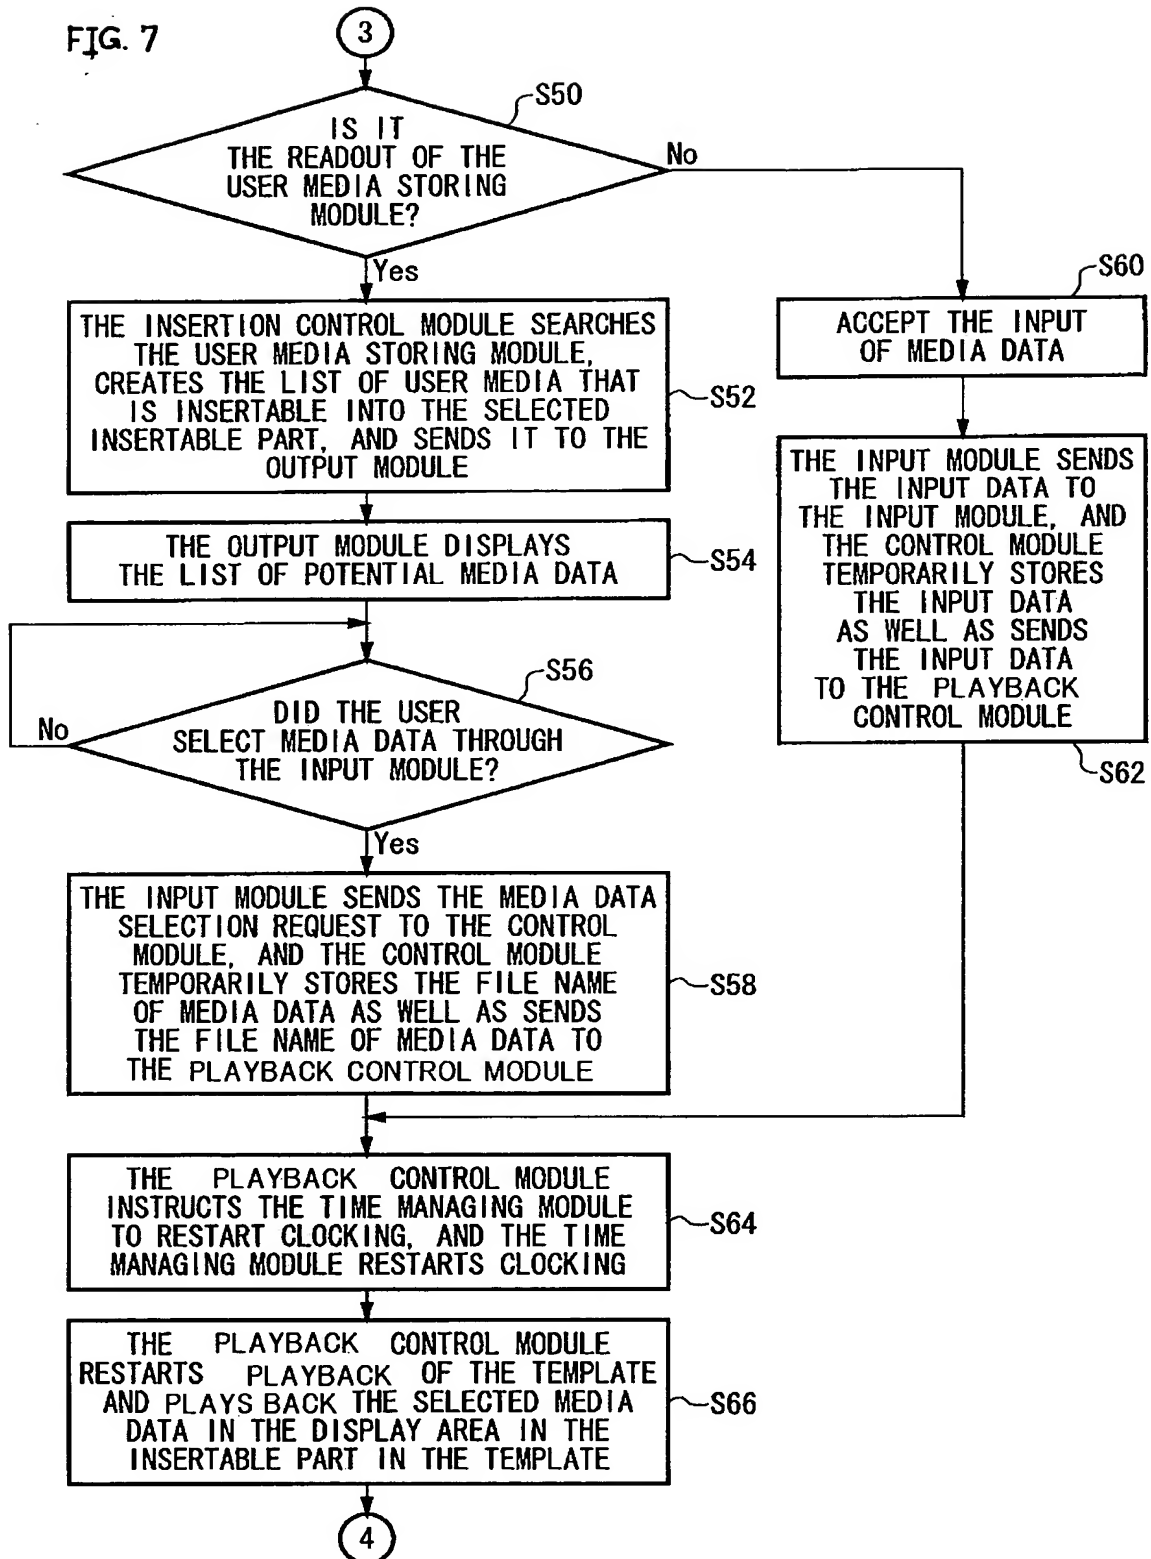 FIG. 7
3
S50
IS IT
THE READOUT OF THE
USER MEDIA STORING
MODULE?
No
Yes
THE INSERTION CONTROL MODULE SEARCHES
THE USER MEDIA STORING MODULE,
CREATES THE LIST OF USER MEDIA THAT
IS INSERTABLE INTO THE SELECTED
INSERTABLE PART, AND SENDS IT TO THE
OUTPUT MODULE
S52
THE OUTPUT MODULE DISPLAYS
THE LIST OF POTENTIAL MEDIA DATA
S54
S56
DID THE USER
SELECT MEDIA DATA THROUGH
THE INPUT MODULE?
No
Yes
THE INPUT MODULE SENDS THE MEDIA DATA
SELECTION REQUEST TO THE CONTROL
MODULE, AND THE CONTROL MODULE
TEMPORARILY STORES THE FILE NAME
OF MEDIA DATA AS WELL AS SENDS
THE FILE NAME OF MEDIA DATA TO
THE PLAYBACK CONTROL MODULE
S58
S60
ACCEPT THE INPUT
OF MEDIA DATA
THE INPUT MODULE SENDS
THE INPUT DATA TO
THE INPUT MODULE, AND
THE CONTROL MODULE
TEMPORARILY STORES
THE INPUT DATA
AS WELL AS SENDS
THE INPUT DATA
TO THE PLAYBACK
CONTROL MODULE
S62
THE PLAYBACK CONTROL MODULE
INSTRUCTS THE TIME MANAGING MODULE
TO RESTART CLOCKING, AND THE TIME
MANAGING MODULE RESTARTS CLOCKING
S64
THE PLAYBACK CONTROL MODULE
RESTARTS PLAYBACK OF THE TEMPLATE
AND PLAYS BACK THE SELECTED MEDIA
DATA IN THE DISPLAY AREA IN THE
INSERTABLE PART IN THE TEMPLATE
S66
4